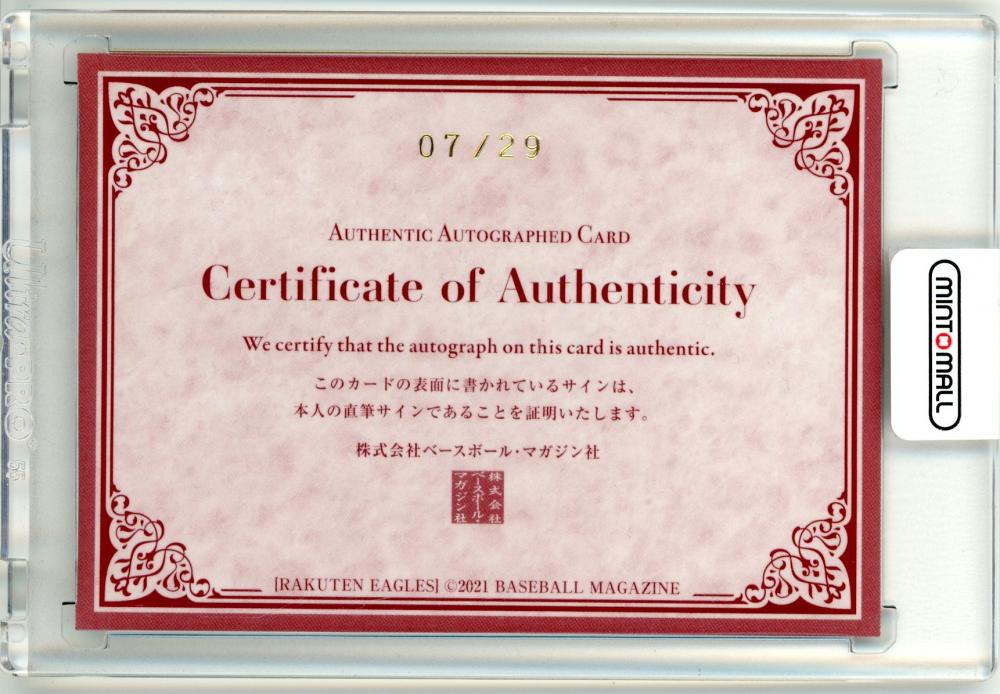 07/29
AUTHENTIC AUTOGRAPHED CARD
Certificate of Authenticity
We certify that the autograph on this card is authentic.
このカードの表面に書かれているサインは、
本人の直筆サインであることを証明いたします。
株式会社ベースボール・マガジン社
株式会社
ベースボール・
マガジン社
[RAKUTEN EAGLES] ©2021 BASEBALL MAGAZINE
MINTMALL
UltraPRO®